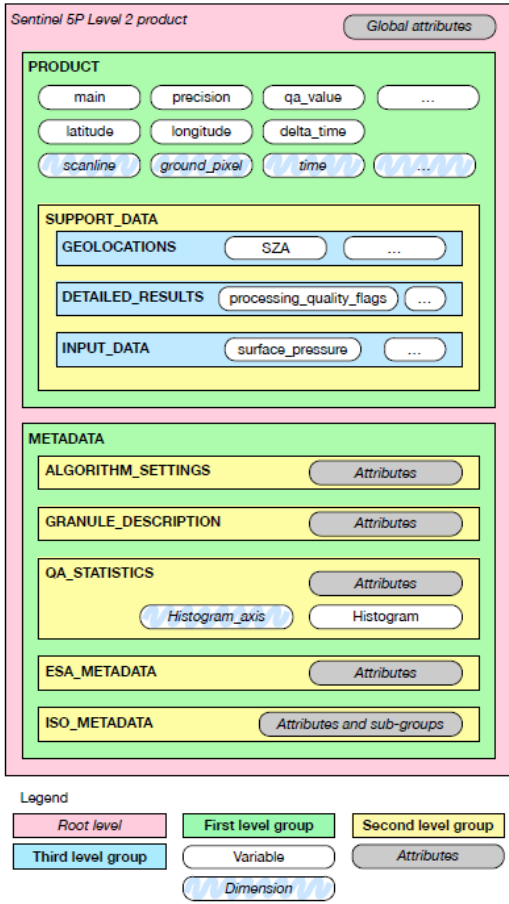 Sentinel 5P Level 2 product
Global attributes
PRODUCT
main precision qa_value ...
latitude longitude delta_time
scanline ground_pixel time ...
SUPPORT_DATA
GEOLOCATIONS SZA ...
DETAILED_RESULTS processing_quality_flags ...
INPUT_DATA surface_pressure ...
METADATA
ALGORITHM_SETTINGS Attributes
GRANULE_DESCRIPTION Attributes
QA_STATISTICS Attributes
Histogram_axis Histogram
ESA_METADATA Attributes
ISO_METADATA Attributes and sub-groups
Legend
Root level First level group Second level group
Third level group Variable Attributes
Dimension